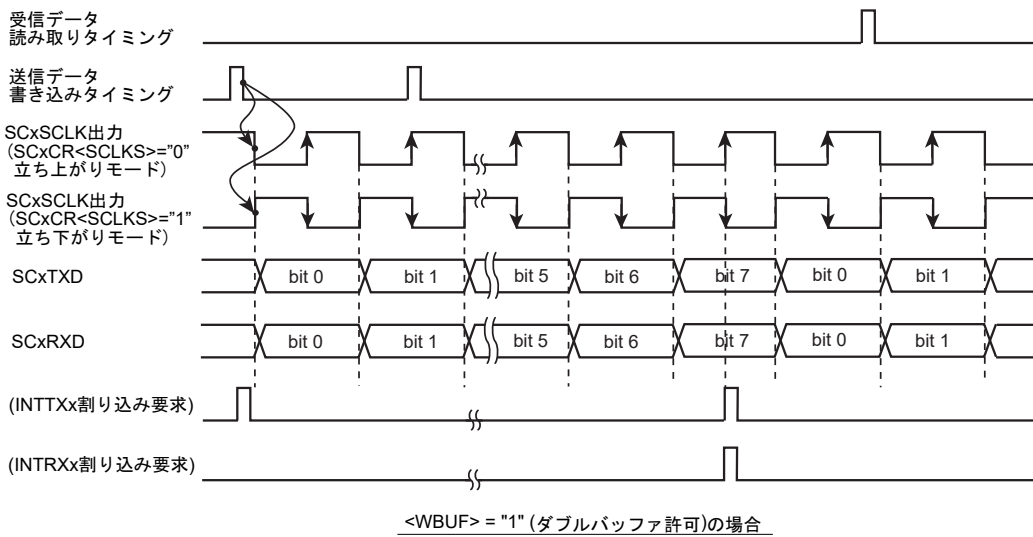 受信データ
読み取りタイミング
送信データ
書き込みタイミング
SCxSCLK出力
(SCxCR<SCLKS>="0"
立ち上がりモード)
SCxSCLK出力
(SCxCR<SCLKS>="1"
立ち下がりモード)
SCxTXD
bit 0 bit 1 bit 5 bit 6 bit 7 bit 0 bit 1
SCxRXD
bit 0 bit 1 bit 5 bit 6 bit 7 bit 0 bit 1
(INTTXx割り込み要求)
(INTRXx割り込み要求)
<WBUF> = "1" (ダブルバッファ許可)の場合